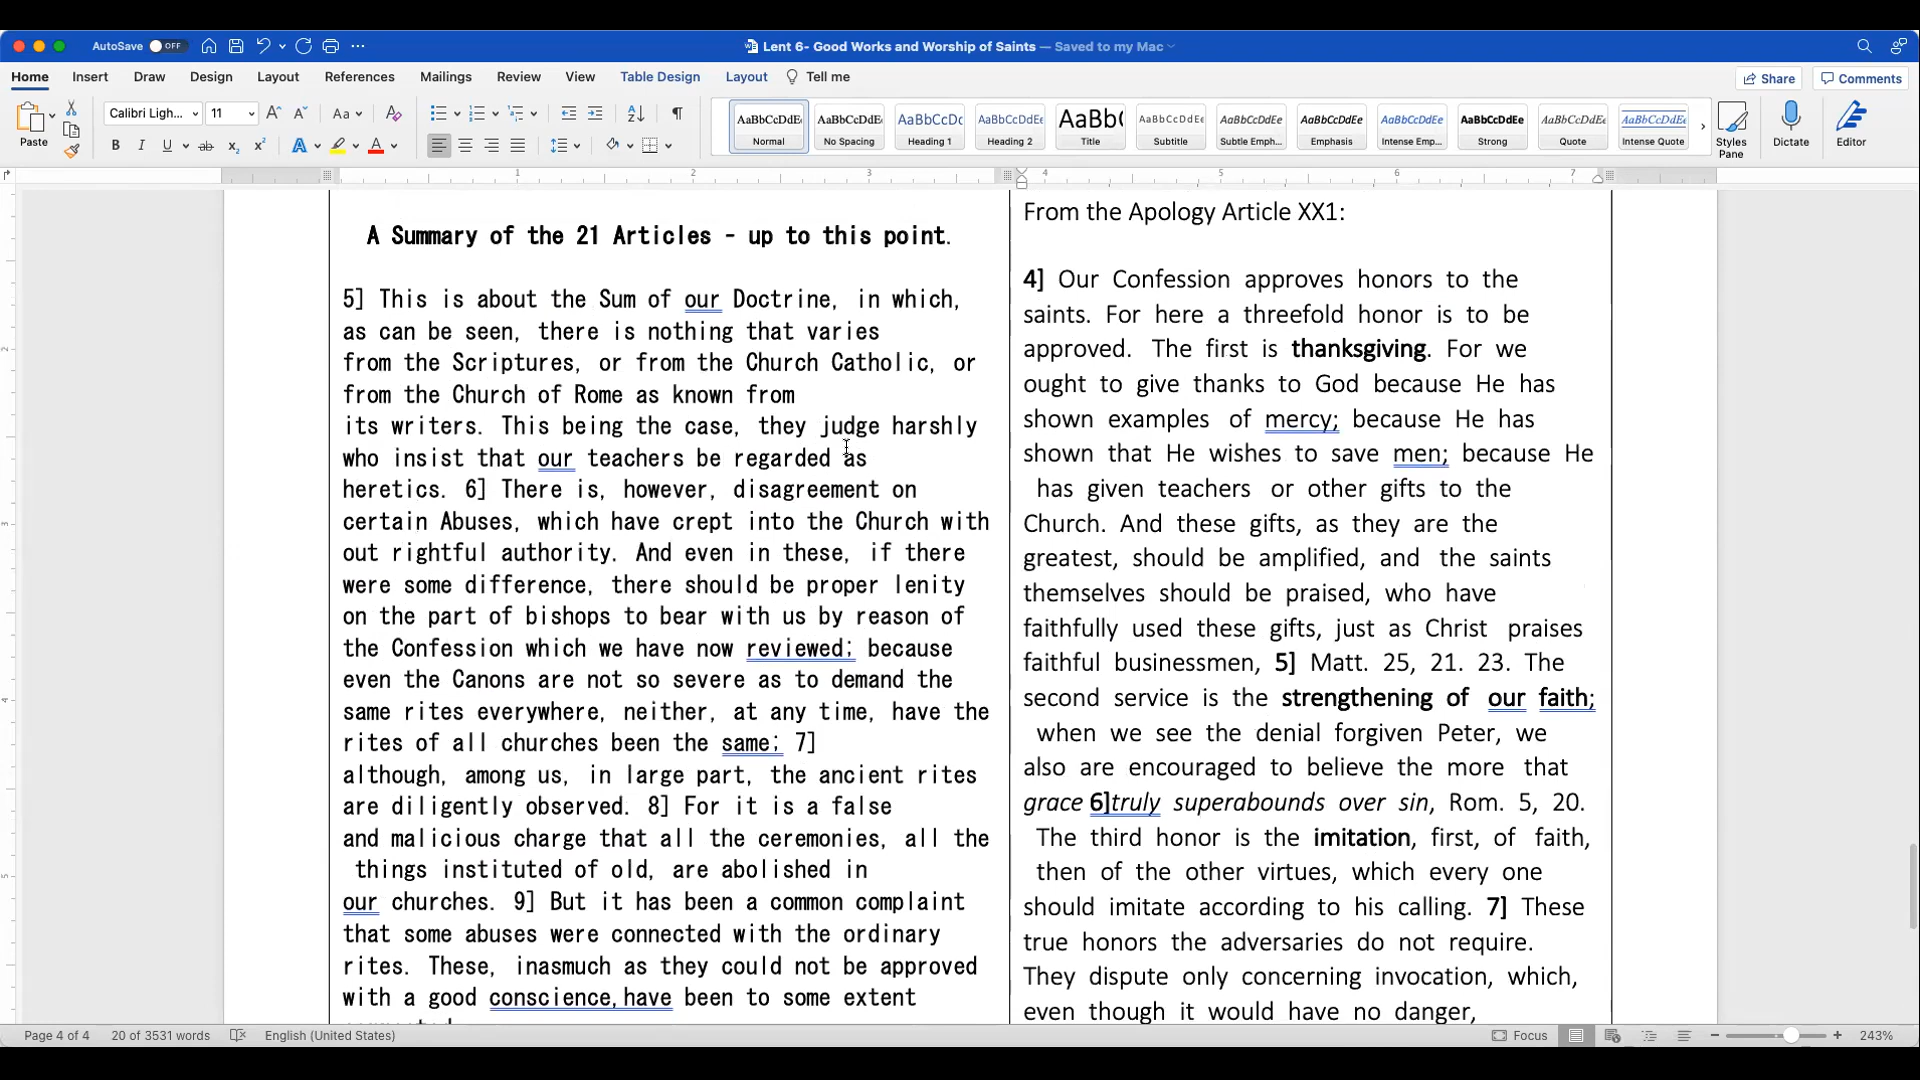 AutoSave OFF
Lent 6- Good Works and Worship of Saints — Saved to my Mac
Home Insert Draw Design Layout References Mailings Review View Table Design Layout Tell me
Share Comments
Paste
Calibri Ligh... 11
AaBbCcDdEe Normal
AaBbCcDdEe No Spacing
AaBbCcDc Heading 1
AaBbCcDdEe Heading 2
AaBb( Title
AaBbCcDdEe Subtitle
AaBbCcDdEe Subtle Emph...
AaBbCcDdEe Emphasis
AaBbCcDdEe Intense Emp...
AaBbCcDdEe Strong
AaBbCcDdEe Quote
AaBbCcDdEe Intense Quote
Styles Pane
Dictate
Editor
1 2 3 4 5 6 7
A Summary of the 21 Articles - up to this point.
5] This is about the Sum of our Doctrine, in which,
as can be seen, there is nothing that varies
from the Scriptures, or from the Church Catholic, or
from the Church of Rome as known from
its writers. This being the case, they judge harshly
who insist that our teachers be regarded as
heretics. 6] There is, however, disagreement on
certain Abuses, which have crept into the Church with
out rightful authority. And even in these, if there
were some difference, there should be proper lenity
on the part of bishops to bear with us by reason of
the Confession which we have now reviewed; because
even the Canons are not so severe as to demand the
same rites everywhere, neither, at any time, have the
rites of all churches been the same; 7]
although, among us, in large part, the ancient rites
are diligently observed. 8] For it is a false
and malicious charge that all the ceremonies, all the
things instituted of old, are abolished in
our churches. 9] But it has been a common complaint
that some abuses were connected with the ordinary
rites. These, inasmuch as they could not be approved
with a good conscience, have been to some extent
From the Apology Article XX1:
4] Our Confession approves honors to the
saints. For here a threefold honor is to be
approved. The first is thanksgiving. For we
ought to give thanks to God because He has
shown examples of mercy; because He has
shown that He wishes to save men; because He
has given teachers or other gifts to the
Church. And these gifts, as they are the
greatest, should be amplified, and the saints
themselves should be praised, who have
faithfully used these gifts, just as Christ praises
faithful businessmen, 5] Matt. 25, 21. 23. The
second service is the strengthening of our faith;
when we see the denial forgiven Peter, we
also are encouraged to believe the more that
grace 6]truly superabounds over sin, Rom. 5, 20.
The third honor is the imitation, first, of faith,
then of the other virtues, which every one
should imitate according to his calling. 7] These
true honors the adversaries do not require.
They dispute only concerning invocation, which,
even though it would have no danger,
Page 4 of 4 20 of 3531 words English (United States) Focus 243%